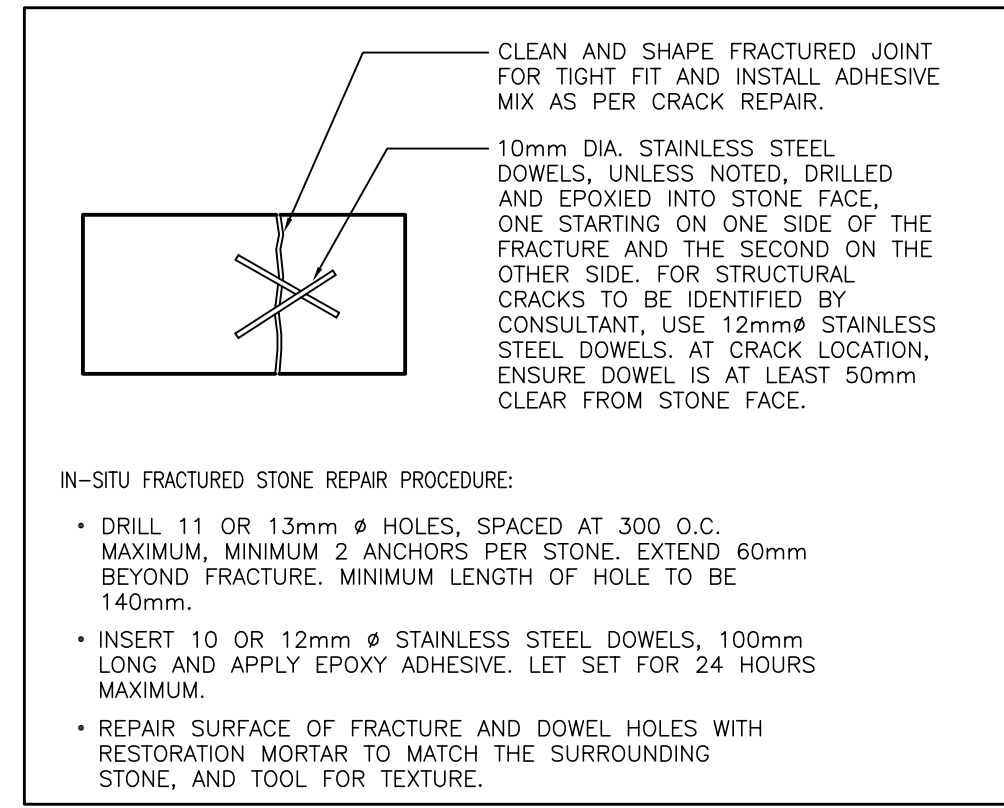 CLEAN AND SHAPE FRACTURED JOINT
FOR TIGHT FIT AND INSTALL ADHESIVE
MIX AS PER CRACK REPAIR.
10mm DIA. STAINLESS STEEL
DOWELS, UNLESS NOTED, DRILLED
AND EPOXIED INTO STONE FACE,
ONE STARTING ON ONE SIDE OF THE
FRACTURE AND THE SECOND ON THE
OTHER SIDE. FOR STRUCTURAL
CRACKS TO BE IDENTIFIED BY
CONSULTANT, USE 12mmø STAINLESS
STEEL DOWELS. AT CRACK LOCATION,
ENSURE DOWEL IS AT LEAST 50mm
CLEAR FROM STONE FACE.
IN-SITU FRACTURED STONE REPAIR PROCEDURE:
• DRILL 11 OR 13mm ø HOLES, SPACED AT 300 O.C.
MAXIMUM, MINIMUM 2 ANCHORS PER STONE. EXTEND 60mm
BEYOND FRACTURE. MINIMUM LENGTH OF HOLE TO BE
140mm.
• INSERT 10 OR 12mm ø STAINLESS STEEL DOWELS, 100mm
LONG AND APPLY EPOXY ADHESIVE. LET SET FOR 24 HOURS
MAXIMUM.
• REPAIR SURFACE OF FRACTURE AND DOWEL HOLES WITH
RESTORATION MORTAR TO MATCH THE SURROUNDING
STONE, AND TOOL FOR TEXTURE.